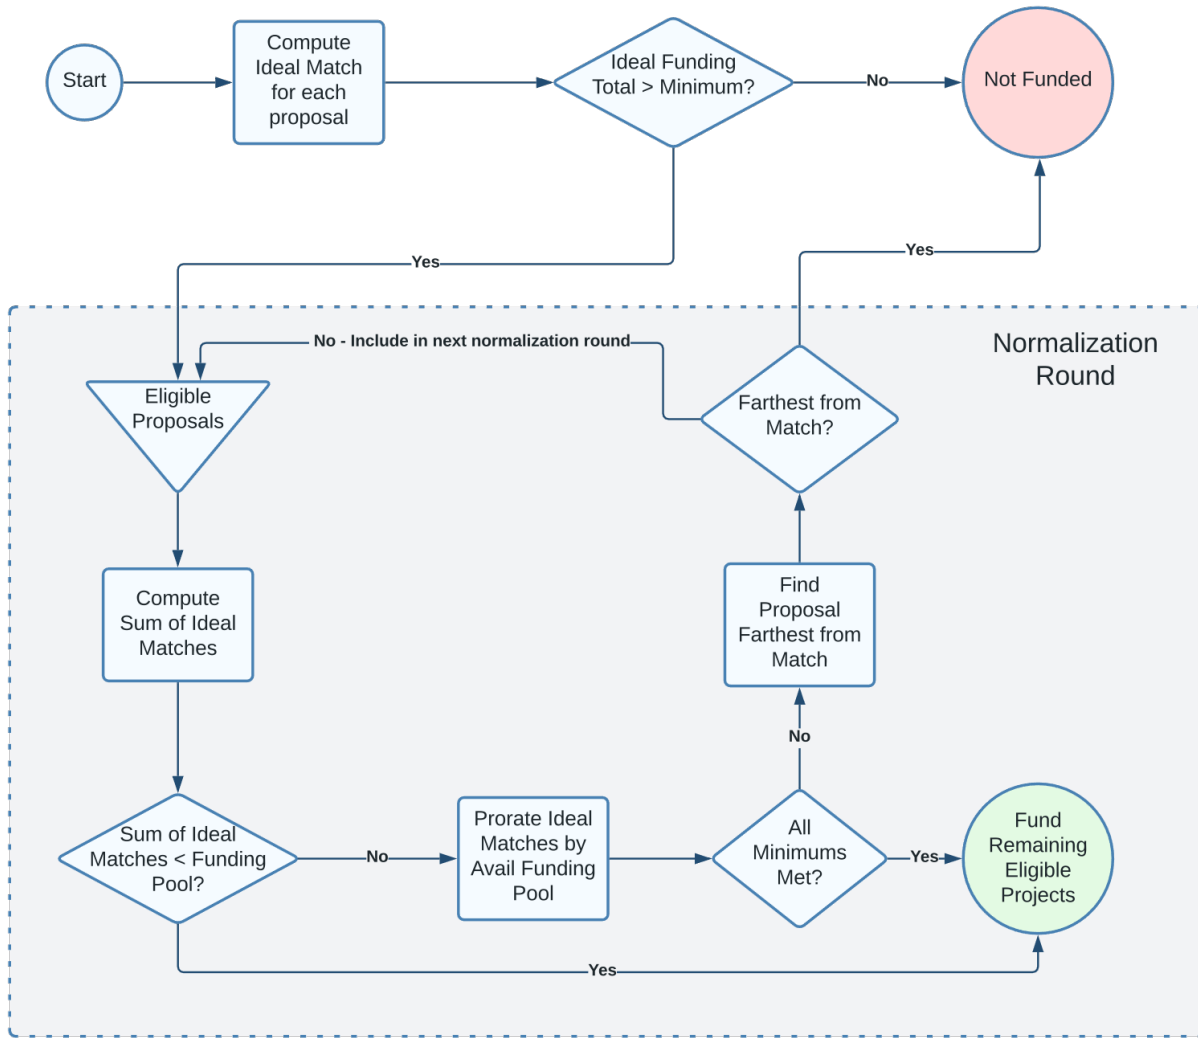 Start
Compute
Ideal Match
for each
proposal
Ideal Funding
Total > Minimum?
No
Not Funded
Yes
Yes
Normalization
Round
No - Include in next normalization round
Eligible
Proposals
Farthest from
Match?
Compute
Sum of Ideal
Matches
Find
Proposal
Farthest from
Match
No
Sum of Ideal
Matches < Funding
Pool?
No
Prorate Ideal
Matches by
Avail Funding
Pool
All
Minimums
Met?
Yes
Fund
Remaining
Eligible
Projects
Yes